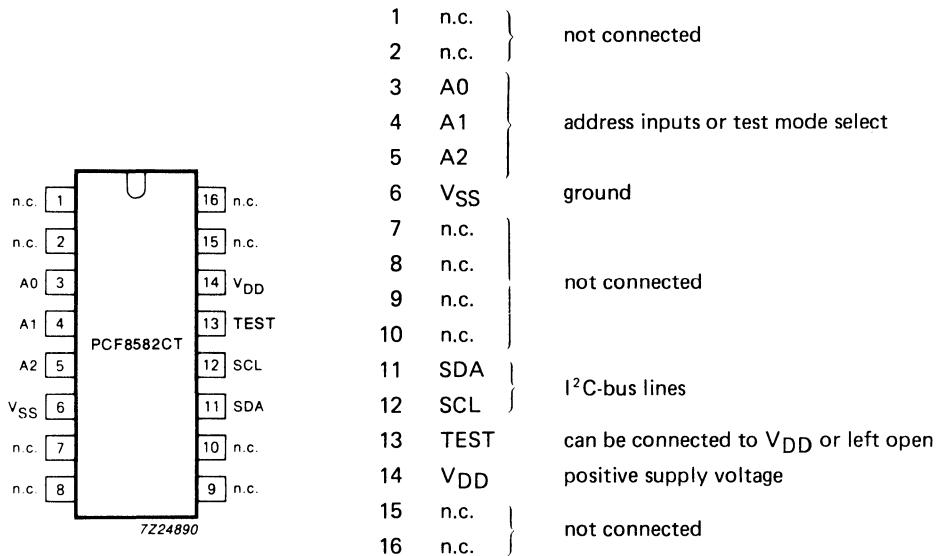 n.c. 1 16 n.c.
n.c. 2 15 n.c.
A0 3 14 VDD
A1 4 13 TEST
PCF8582CT
A2 5 12 SCL
VSS 6 11 SDA
n.c. 7 10 n.c.
n.c. 8 9 n.c.
7Z24890
1 n.c.
not connected
2 n.c.
3 A0
4 A1 address inputs or test mode select
5 A2
6 VSS ground
7 n.c.
8 n.c.
not connected
9 n.c.
10 n.c.
11 SDA
I²C-bus lines
12 SCL
13 TEST can be connected to VDD or left open
14 VDD positive supply voltage
15 n.c.
not connected
16 n.c.